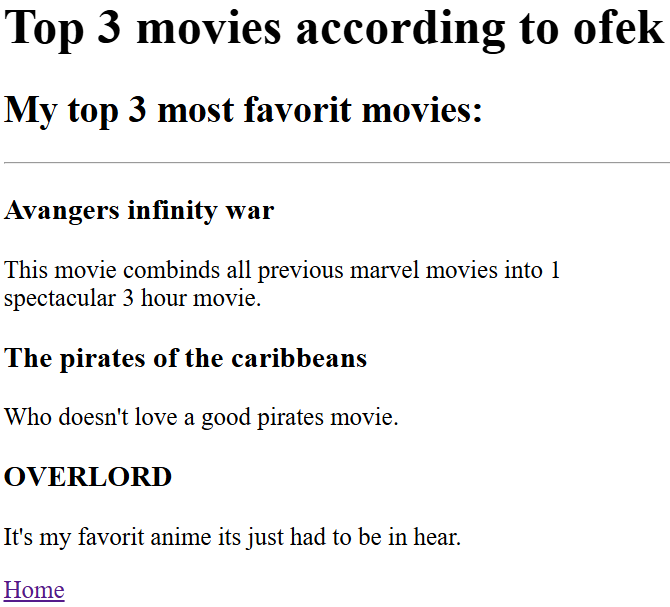 Top 3 movies according to ofek
My top 3 most favorit movies:
Avangers infinity war
This movie combinds all previous marvel movies into 1
spectacular 3 hour movie.
The pirates of the caribbeans
Who doesn't love a good pirates movie.
OVERLORD
It's my favorit anime its just had to be in hear.
Home